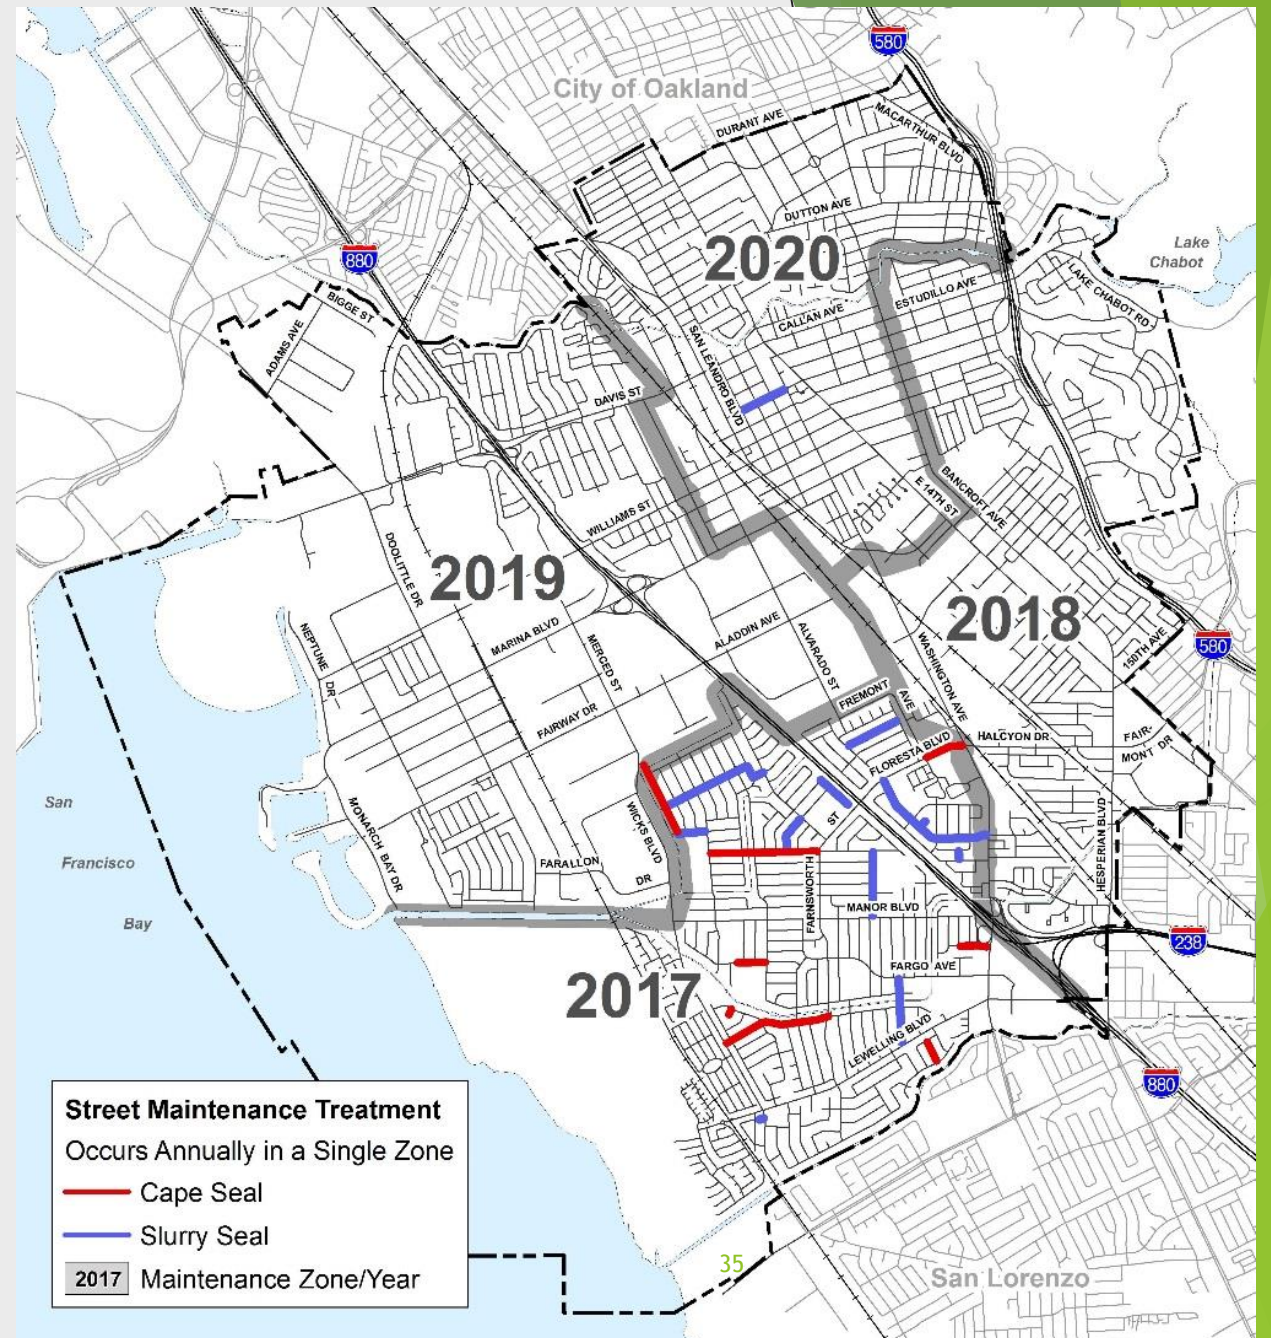 580
City of Oakland
DURANT AVE
MACARTHUR BLVD
DUTTON AVE
2020
Lake
Chabot
880
BIGGE ST
ADAMS AVE
LAKE CHABOT RD
ESTUDILLO AVE
CALLAN AVE
SAN LEANDRO BLVD
DAVIS ST
BANCROFT AVE
E 14TH ST
WILLIAMS ST
DOOLITTLE DR
2019
2018
NEPTUNE DR
MARINA BLVD
MERCED ST
ALADDIN AVE
ALVARADO ST
WASHINGTON AVE
150TH AVE
580
FREMONT
AVE
FAIRWAY DR
FLORESTA BLVD
HALCYON DR
FAIR-
MONT DR
San
Francisco
Bay
MONARCH BAY DR
WICKS BLVD
ST
HESPERIAN BLVD
FARALLON
DR
FARNSWORTH
MANOR BLVD
238
FARGO AVE
2017
LEWELLING BLVD
880
Street Maintenance Treatment
Occurs Annually in a Single Zone
Cape Seal
Slurry Seal
2017 Maintenance Zone/Year
35
San Lorenzo